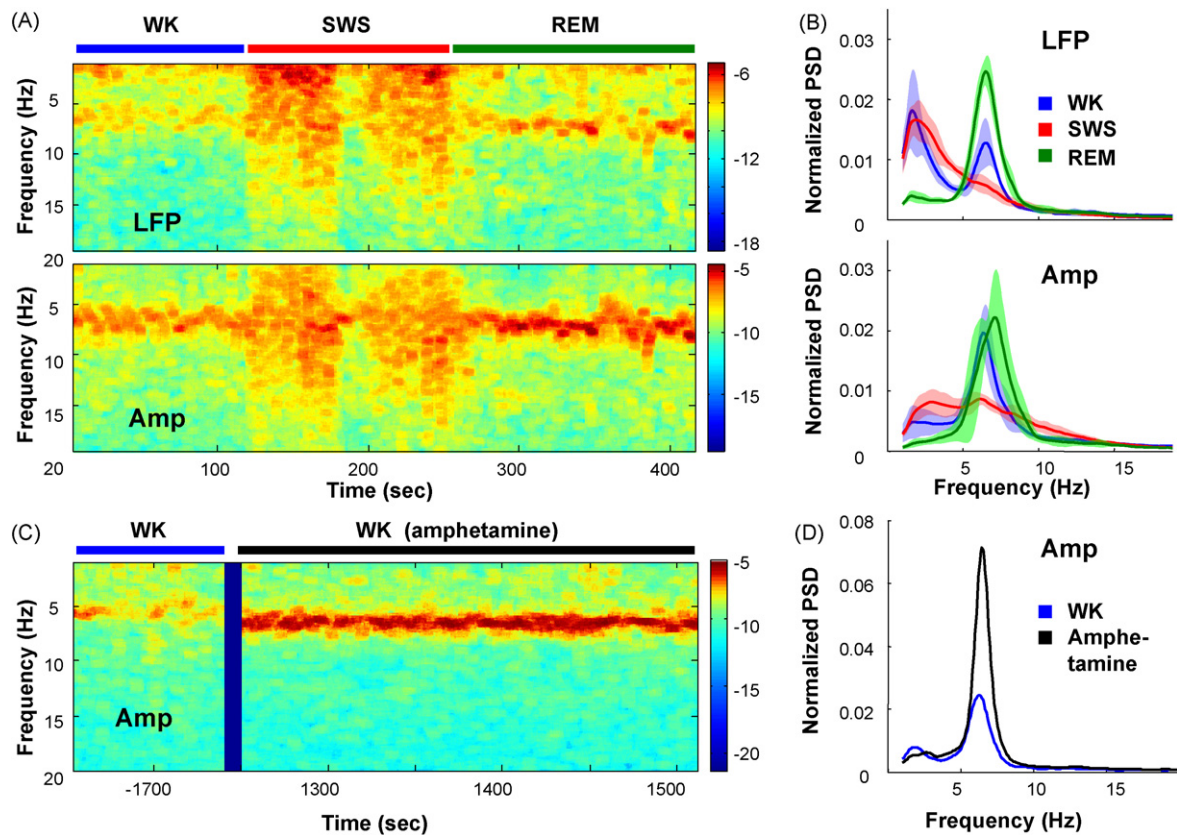 (A)
WK SWS REM
Frequency (Hz)
5
10
15
20
LFP
-6
-12
-18
Frequency (Hz)
5
10
15
20
Amp
-5
-10
-15
100 200 300 400
Time (sec)
(B)
LFP
Normalized PSD
0.03
0.02
0.01
0
WK
SWS
REM
Amp
Normalized PSD
0.03
0.02
0.01
0
5 10 15
Frequency (Hz)
(C)
WK WK (amphetamine)
Frequency (Hz)
5
10
15
20
Amp
-5
-10
-15
-20
-1700 1300 1400 1500
Time (sec)
(D)
Amp
Normalized PSD
0.08
0.06
0.04
0.02
0
WK
Amphe-
tamine
5 10 15
Frequency (Hz)